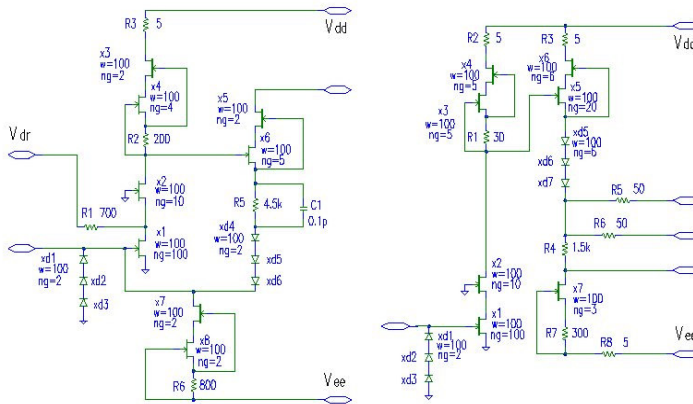 R3 5
Vdd
x3
w=100
ng=2
x4
w=100
ng=4
x5
w=100
ng=2
Vdr
R2 200
x6
w=100
ng=5
x2
w=100
ng=10
R5 4.5k
C1
0.1p
R1 700
x1
w=100
ng=100
xd4
w=100
ng=2
xd5
xd6
xd1
w=100
ng=2
xd2
xd3
x7
w=100
ng=2
x8
w=100
ng=2
R6 800
Vee
R2 5
R3 5
Vdd
x4
w=100
ng=5
x6
w=100
ng=6
x3
w=100
ng=5
x5
w=100
ng=20
R1 30
xd5
w=100
ng=6
xd6
xd7
R5 50
R6 50
R4 1.5k
x2
w=100
ng=10
x1
w=100
ng=100
xd1
w=100
ng=2
xd2
xd3
x7
w=100
ng=3
R7 300
R8 5
Vee